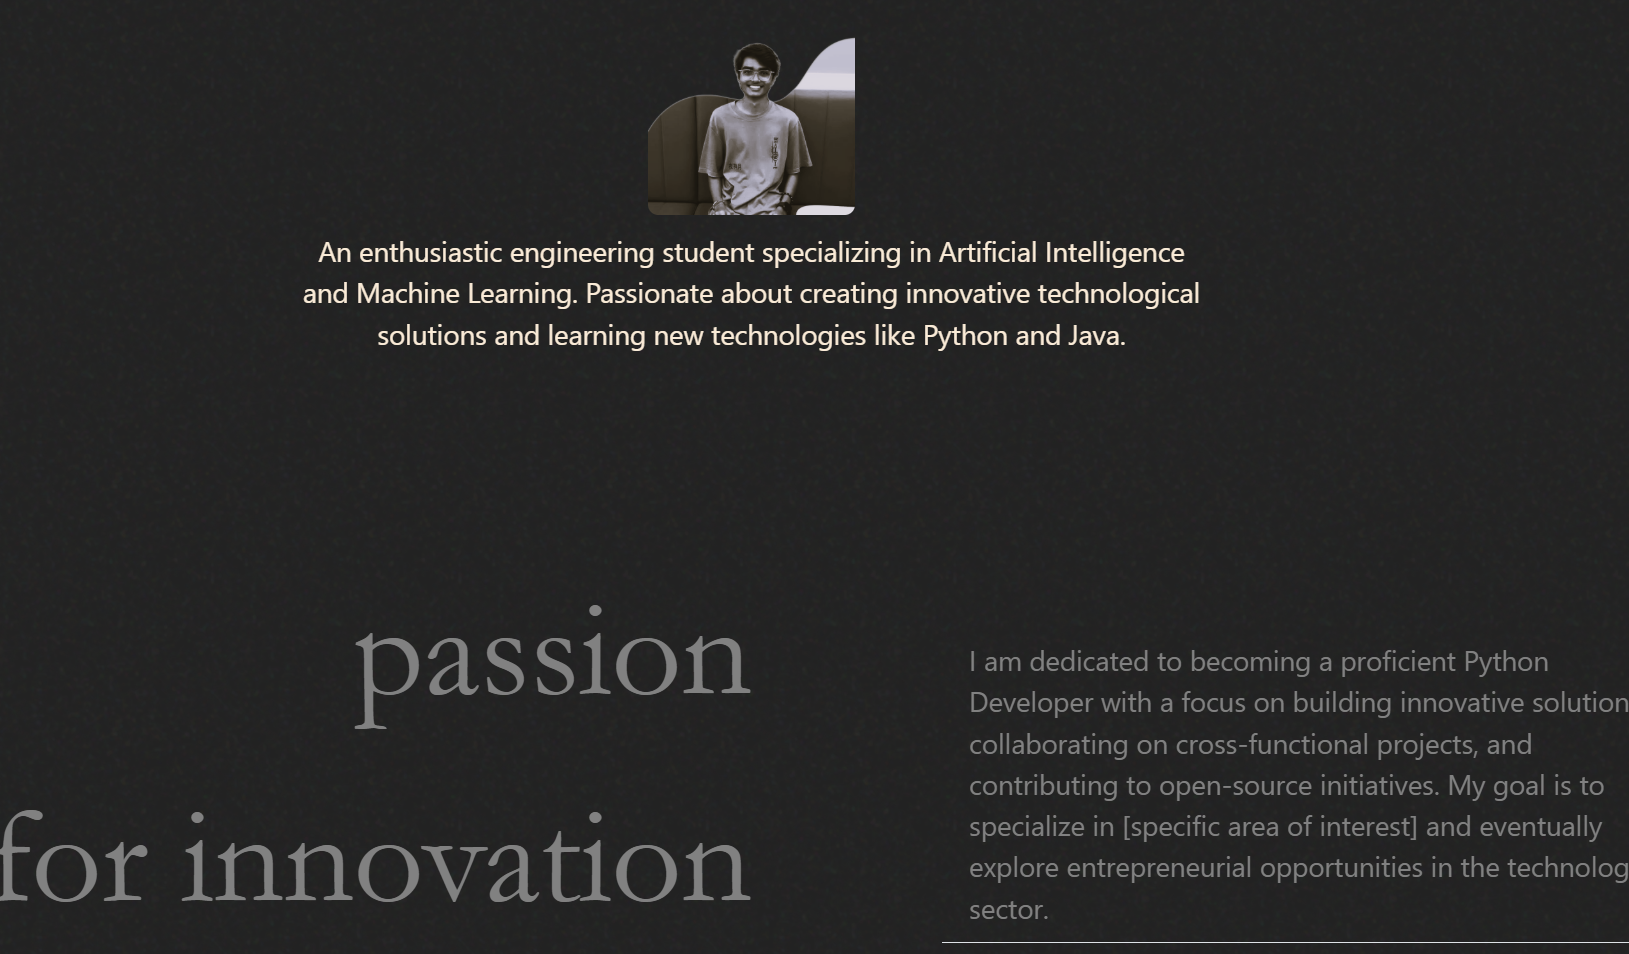 An enthusiastic engineering student specializing in Artificial Intelligence
and Machine Learning. Passionate about creating innovative technological
solutions and learning new technologies like Python and Java.
passion
for innovation
I am dedicated to becoming a proficient Python
Developer with a focus on building innovative solution
collaborating on cross-functional projects, and
contributing to open-source initiatives. My goal is to
specialize in [specific area of interest] and eventually
explore entrepreneurial opportunities in the technolog
sector.